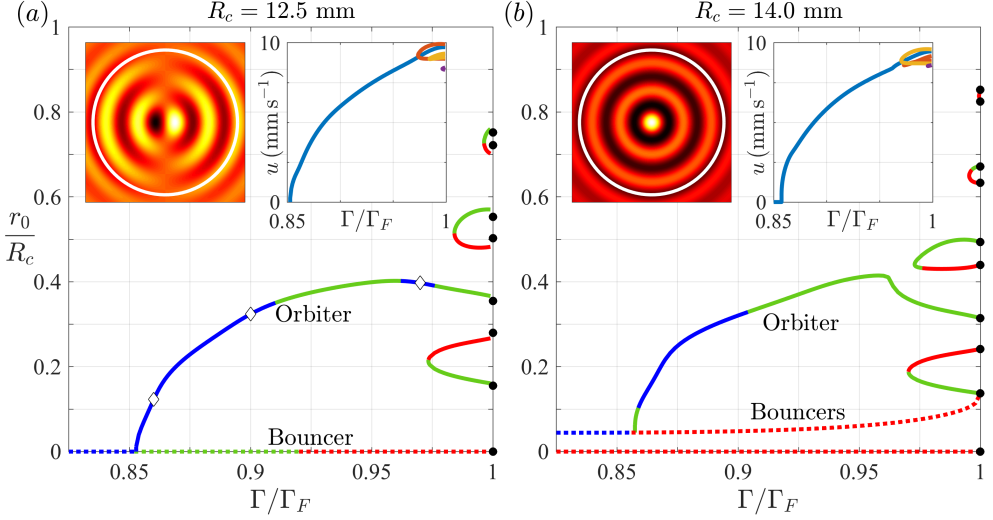 (a) R_c = 12.5 mm
1
0.8
0.6
r_0
R_c
0.4
0.2
0
10
5
0
u (mm s^{-1})
0.85 Γ/Γ_F 1
Orbiter
Bouncer
0.85 0.9 0.95 1
Γ/Γ_F
(b) R_c = 14.0 mm
1
0.8
0.6
0.4
0.2
0
10
5
0
u (mm s^{-1})
0.85 Γ/Γ_F 1
Orbiter
Bouncers
0.85 0.9 0.95 1
Γ/Γ_F